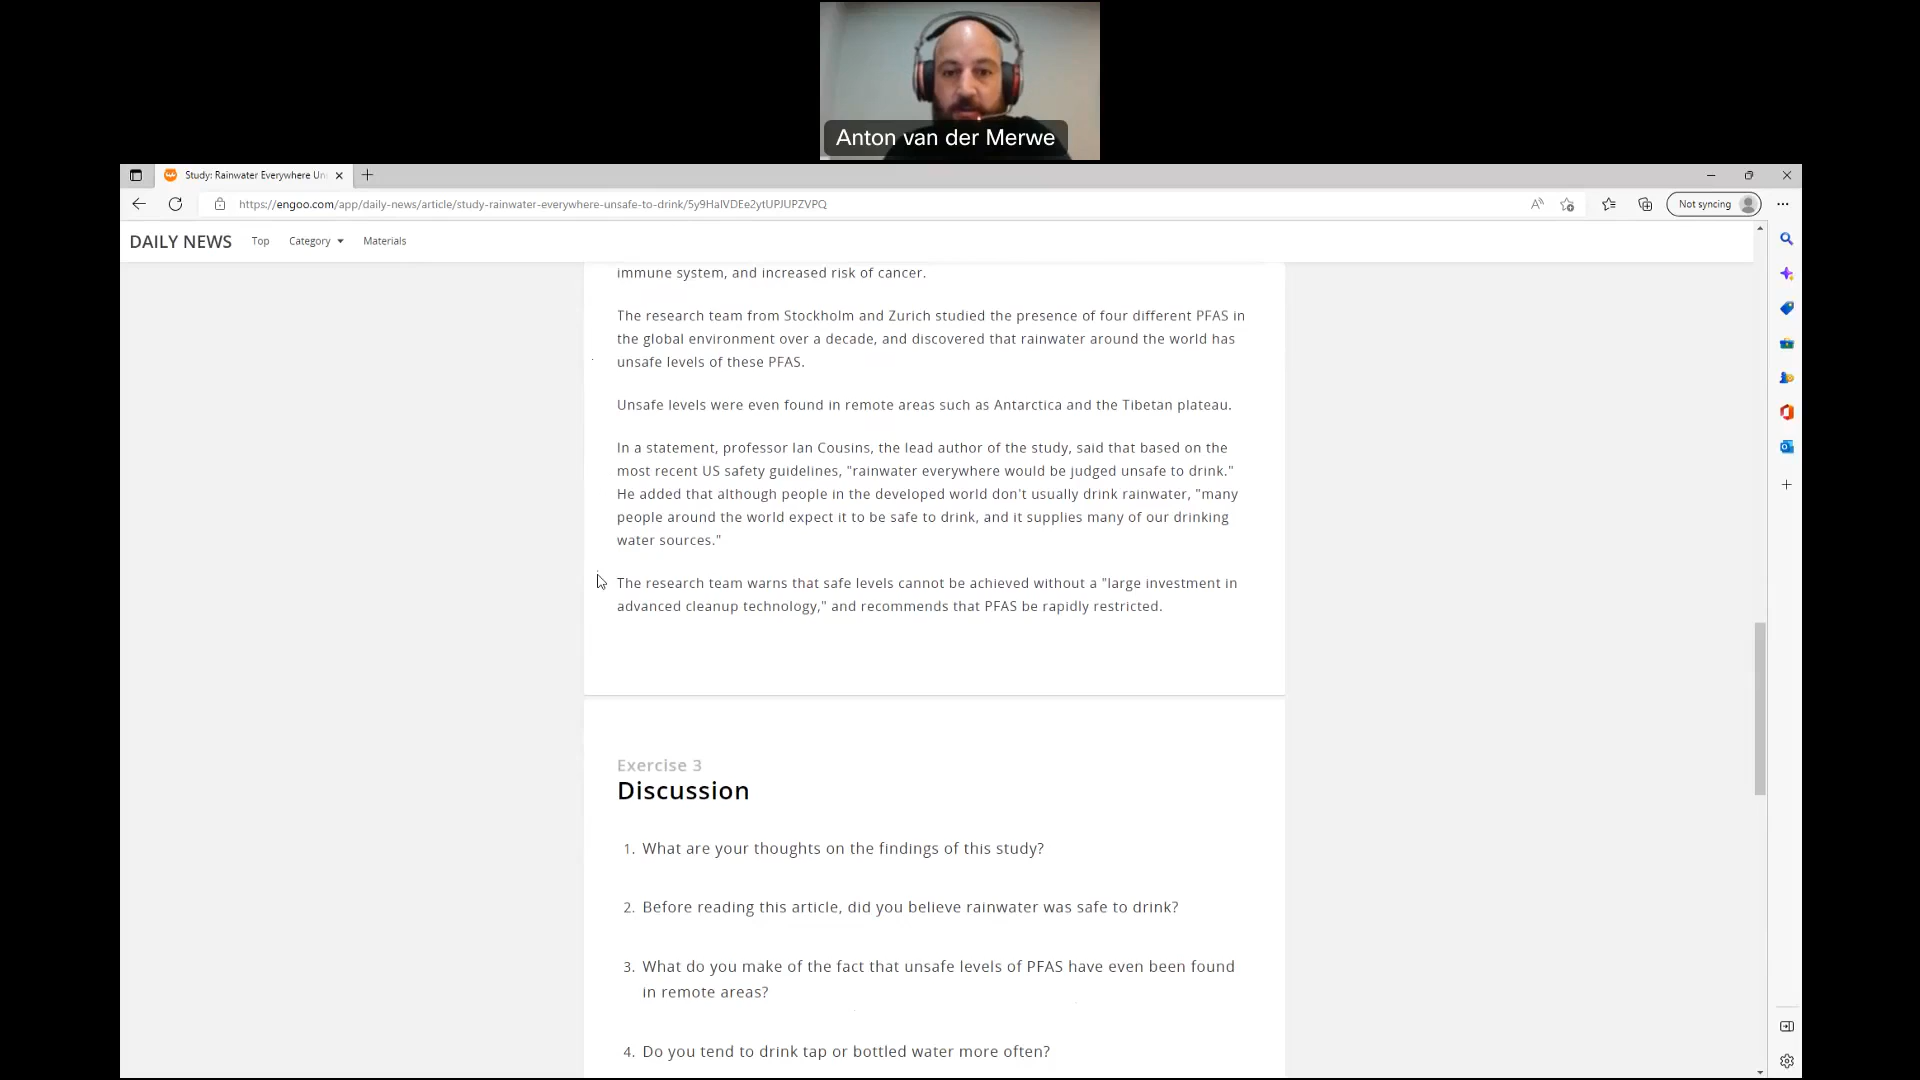 Anton van der Merwe
Study: Rainwater Everywhere Un
https://engoo.com/app/daily-news/article/study-rainwater-everywhere-unsafe-to-drink/5y9HalVDEe2ytUPJUPZVPQ
Not syncing
DAILY NEWS Top Category Materials
immune system, and increased risk of cancer.
The research team from Stockholm and Zurich studied the presence of four different PFAS in
the global environment over a decade, and discovered that rainwater around the world has
unsafe levels of these PFAS.
Unsafe levels were even found in remote areas such as Antarctica and the Tibetan plateau.
In a statement, professor Ian Cousins, the lead author of the study, said that based on the
most recent US safety guidelines, "rainwater everywhere would be judged unsafe to drink."
He added that although people in the developed world don't usually drink rainwater, "many
people around the world expect it to be safe to drink, and it supplies many of our drinking
water sources."
The research team warns that safe levels cannot be achieved without a "large investment in
advanced cleanup technology," and recommends that PFAS be rapidly restricted.
Exercise 3
Discussion
1. What are your thoughts on the findings of this study?
2. Before reading this article, did you believe rainwater was safe to drink?
3. What do you make of the fact that unsafe levels of PFAS have even been found
in remote areas?
4. Do you tend to drink tap or bottled water more often?